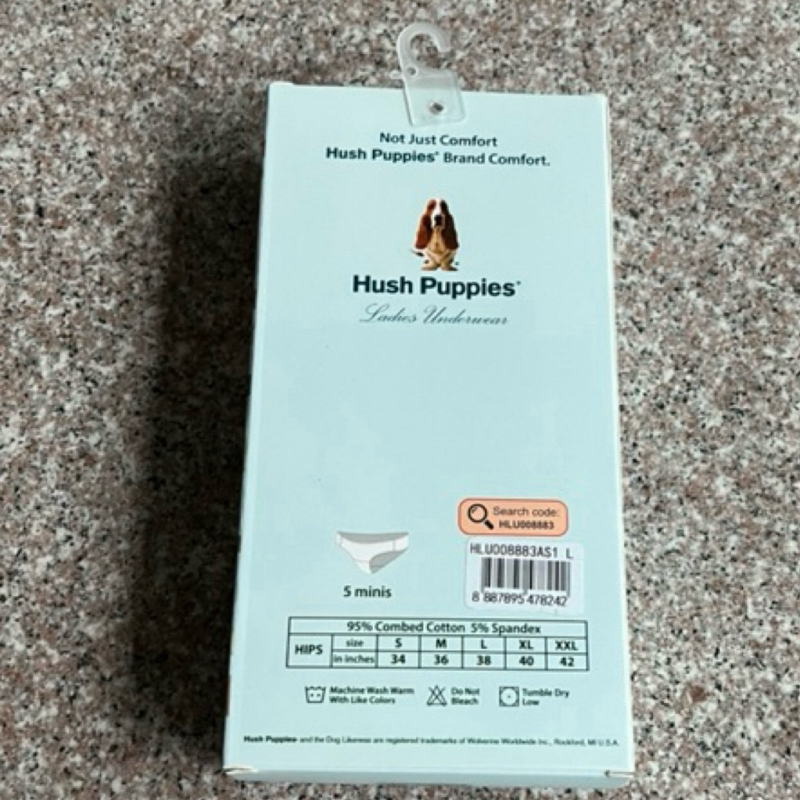 Not Just Comfort
Hush Puppies® Brand Comfort.
Hush Puppies®
Ladies Underwear
Search code:
HLU008883
HLU008883AS1 L
8 887895 478242
5 minis
95% Combed Cotton 5% Spandex
HIPS size S M L XL XXL
in inches 34 36 38 40 42
Machine Wash Warm With Like Colors
Do Not Bleach
Tumble Dry Low
Hush Puppies® and the Dog Likeness are registered trademarks of Wolverine Worldwide Inc., Rockford, MI U.S.A.